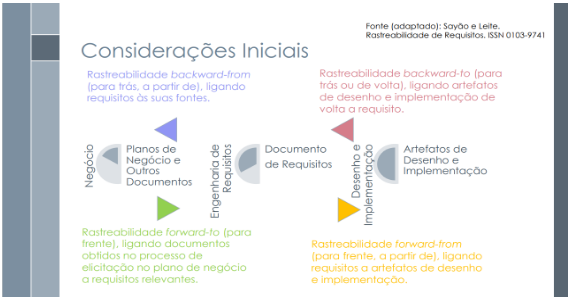 Fonte (adaptado): Sayão e Leite.
Rastreabilidade de Requisitos. ISSN 0103-9741
Considerações Iniciais
Rastreabilidade backward-from
(para trás, a partir de), ligando
requisitos às suas fontes.
Rastreabilidade backward-to (para
trás ou de volta), ligando artefatos
de desenho e implementação de
volta a requisito.
Negócio
Planos de
Negócio e
Outros
Documentos
Engenharia de
Requisitos
Documento
de Requisitos
Desenho e
Implementação
Artefatos de
Desenho e
Implementação
Rastreabilidade forward-to (para
frente), ligando documentos
obtidos no processo de
elicitação no plano de negócio
a requisitos relevantes.
Rastreabilidade forward-from
(para frente, a partir de), ligando
requisitos a artefatos de desenho
e implementação.